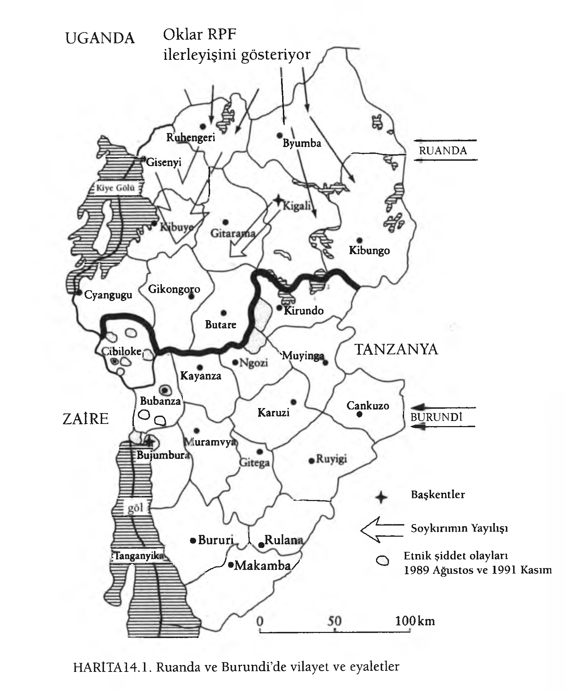 UGANDA
Oklar RPF
ilerleyişini gösteriyor
Ruhengeri
Byumba
RUANDA
Gisenyi
Kiye Gölü
Kigali
Kibuye
Gitarama
Kibungo
Cyangugu
Gikongoro
Butare
Kirundo
Cibiloke
Ngozi
Muyinga
TANZANYA
Kayanza
Bubanza
Karuzi
Cankuzo
ZAİRE
BURUNDİ
Muramvya
Bujumbura
Gitega
Ruyigi
Başkentler
göl
Soykırımın Yayılışı
Bururi
Rulana
Tanganyika
Etnik şiddet olayları
1989 Ağustos ve 1991 Kasım
Makamba
0 50 100 km
HARİTA14.1. Ruanda ve Burundi'de vilayet ve eyaletler